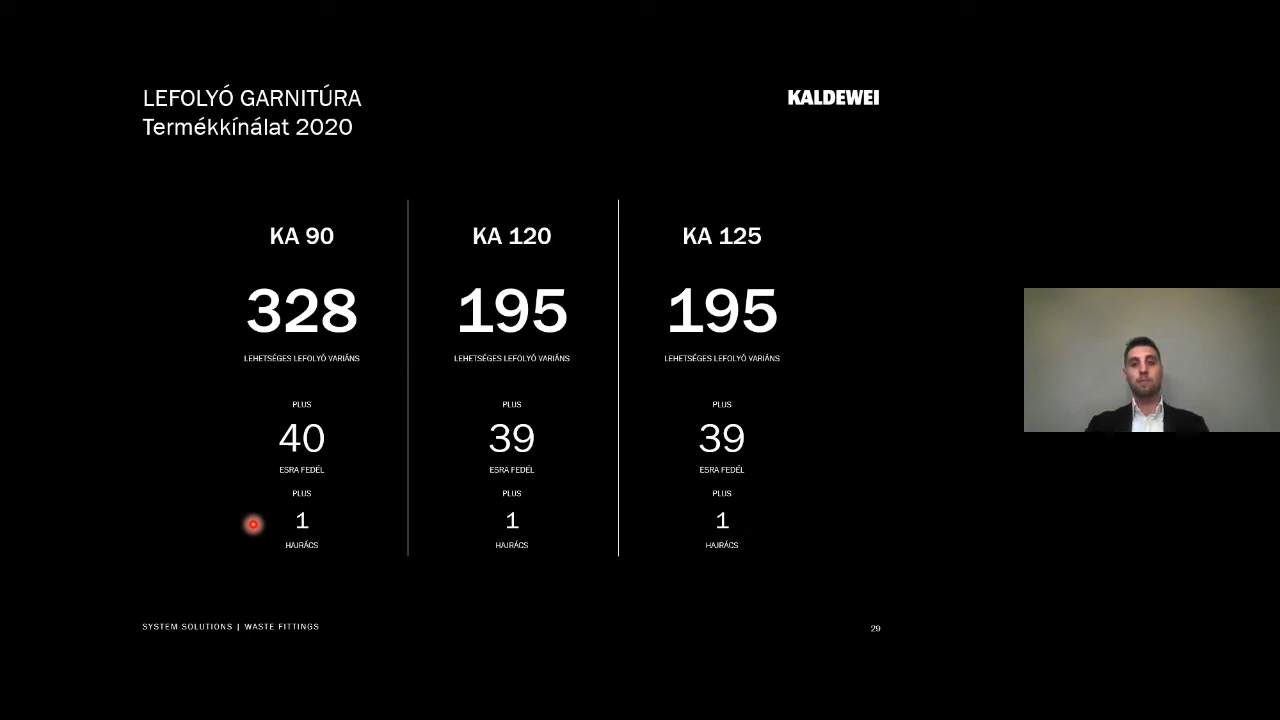 LEFOLYÓ GARNITÚRA
Termékkínálat 2020
KALDEWEI
KA 90
328
LEHETSÉGES LEFOLYÓ VARIÁNS
PLUS
40
ESRA FEDÉL
PLUS
1
HAJRÁCS
KA 120
195
LEHETSÉGES LEFOLYÓ VARIÁNS
PLUS
39
ESRA FEDÉL
PLUS
1
HAJRÁCS
KA 125
195
LEHETSÉGES LEFOLYÓ VARIÁNS
PLUS
39
ESRA FEDÉL
PLUS
1
HAJRÁCS
SYSTEM SOLUTIONS | WASTE FITTINGS
29